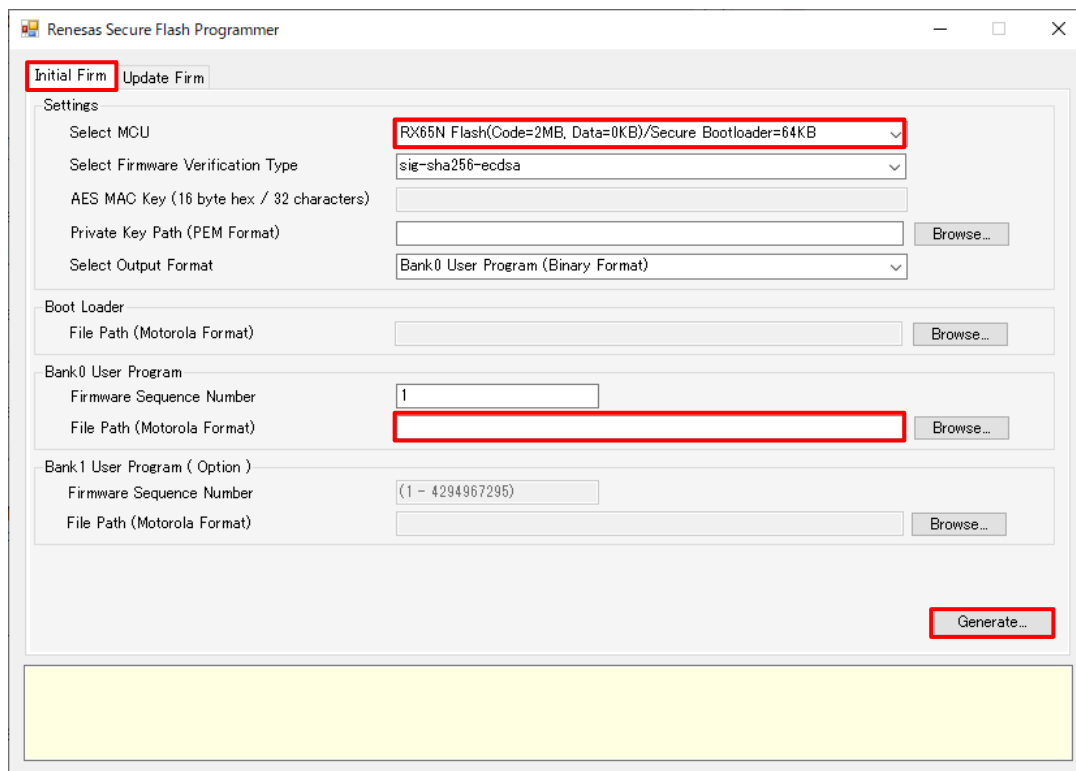 Renesas Secure Flash Programmer
Initial Firm Update Firm
Settings
Select MCU RX65N Flash(Code=2MB, Data=0KB)/Secure Bootloader=64KB
Select Firmware Verification Type sig-sha256-ecdsa
AES MAC Key (16 byte hex / 32 characters)
Private Key Path (PEM Format) Browse...
Select Output Format Bank0 User Program (Binary Format)
Boot Loader
File Path (Motorola Format) Browse...
Bank0 User Program
Firmware Sequence Number 1
File Path (Motorola Format) Browse...
Bank1 User Program ( Option )
Firmware Sequence Number (1 - 4294967295)
File Path (Motorola Format) Browse...
Generate...